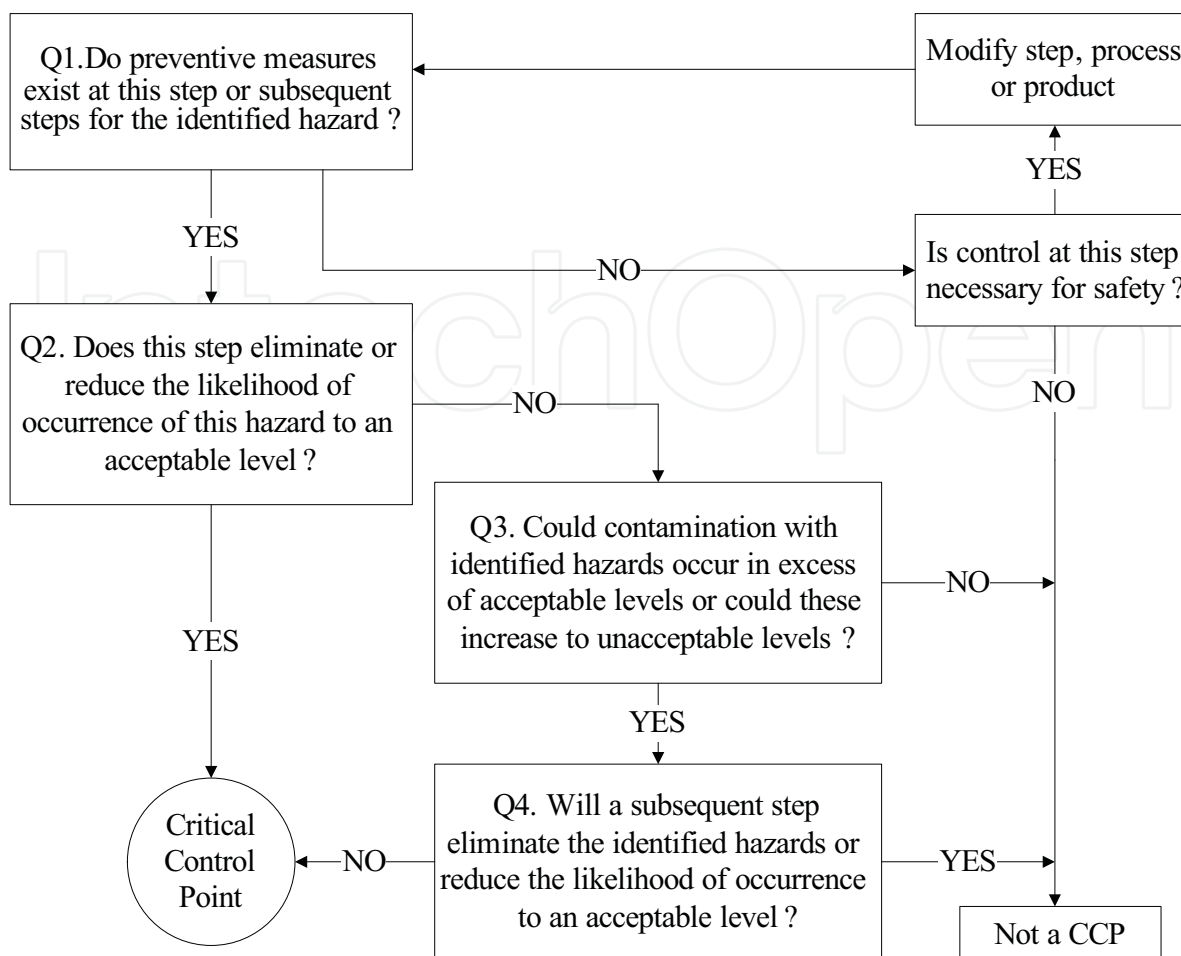 Q1.Do preventive measures
exist at this step or subsequent
steps for the identified hazard ?
Modify step, process
or product
YES
YES
NO
Is control at this step
necessary for safety ?
IntechOpen
Q2. Does this step eliminate or
reduce the likelihood of
occurrence of this hazard to an
acceptable level ?
NO
NO
Q3. Could contamination with
identified hazards occur in excess
of acceptable levels or could these
increase to unacceptable levels ?
NO
YES
YES
Critical
Control
Point
NO
Q4. Will a subsequent step
eliminate the identified hazards or
reduce the likelihood of occurrence
to an acceptable level ?
YES
Not a CCP